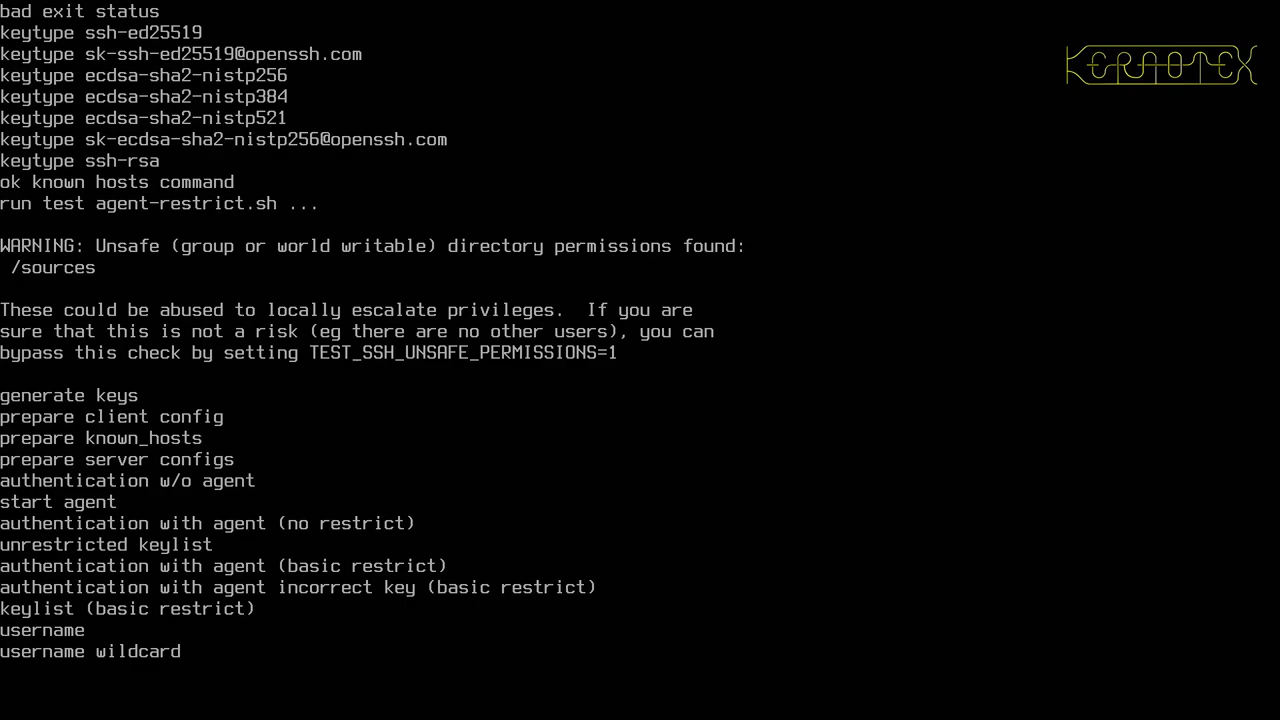 bad exit status
keytype ssh-ed25519
keytype sk-ssh-ed25519@openssh.com
keytype ecdsa-sha2-nistp256
keytype ecdsa-sha2-nistp384
keytype ecdsa-sha2-nistp521
keytype sk-ecdsa-sha2-nistp256@openssh.com
keytype ssh-rsa
ok known hosts command
run test agent-restrict.sh ...
WARNING: Unsafe (group or world writable) directory permissions found:
/sources
These could be abused to locally escalate privileges.  If you are
sure that this is not a risk (eg there are no other users), you can
bypass this check by setting TEST_SSH_UNSAFE_PERMISSIONS=1
generate keys
prepare client config
prepare known_hosts
prepare server configs
authentication w/o agent
start agent
authentication with agent (no restrict)
unrestricted keylist
authentication with agent (basic restrict)
authentication with agent incorrect key (basic restrict)
keylist (basic restrict)
username
username wildcard